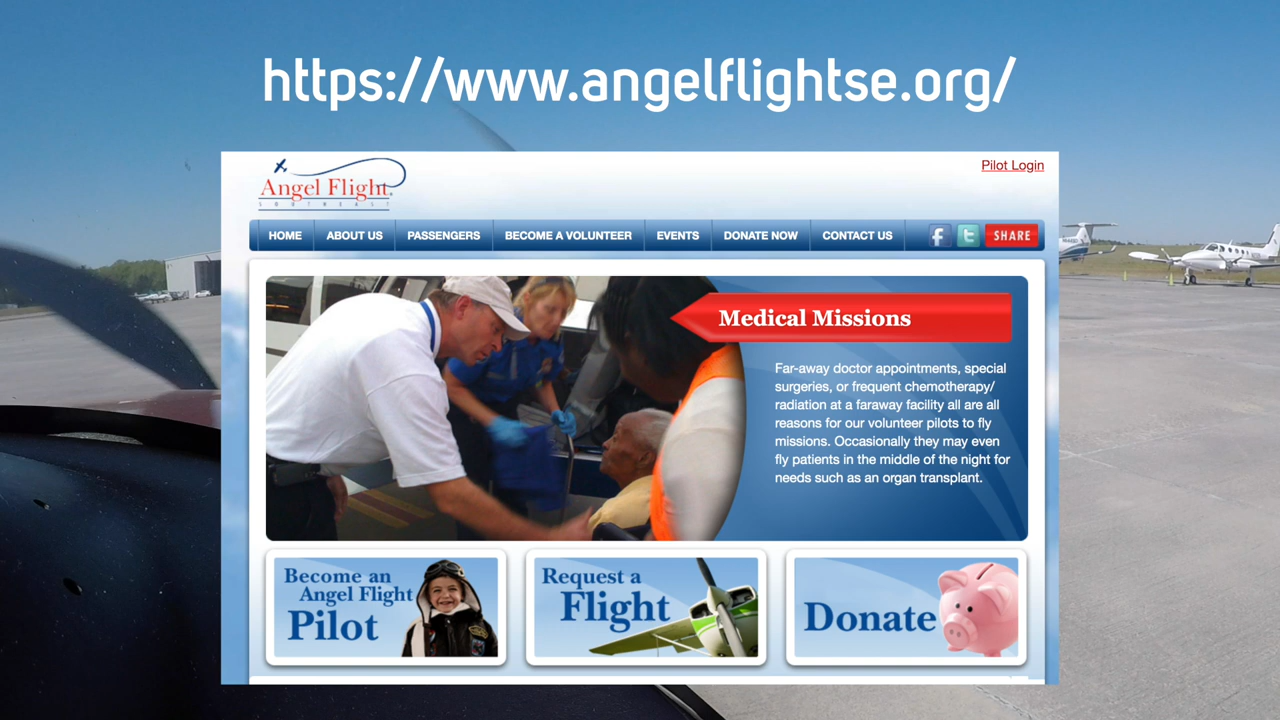 https://www.angelflightse.org/
Pilot Login
Angel Flight
SOUTHEAST
HOME
ABOUT US
PASSENGERS
BECOME A VOLUNTEER
EVENTS
DONATE NOW
CONTACT US
f
t
SHARE
Medical Missions
Far-away doctor appointments, special
surgeries, or frequent chemotherapy/
radiation at a faraway facility all are all
reasons for our volunteer pilots to fly
missions. Occasionally they may even
fly patients in the middle of the night for
needs such as an organ transplant.
Become an
Angel Flight
Pilot
Request a
Flight
Donate